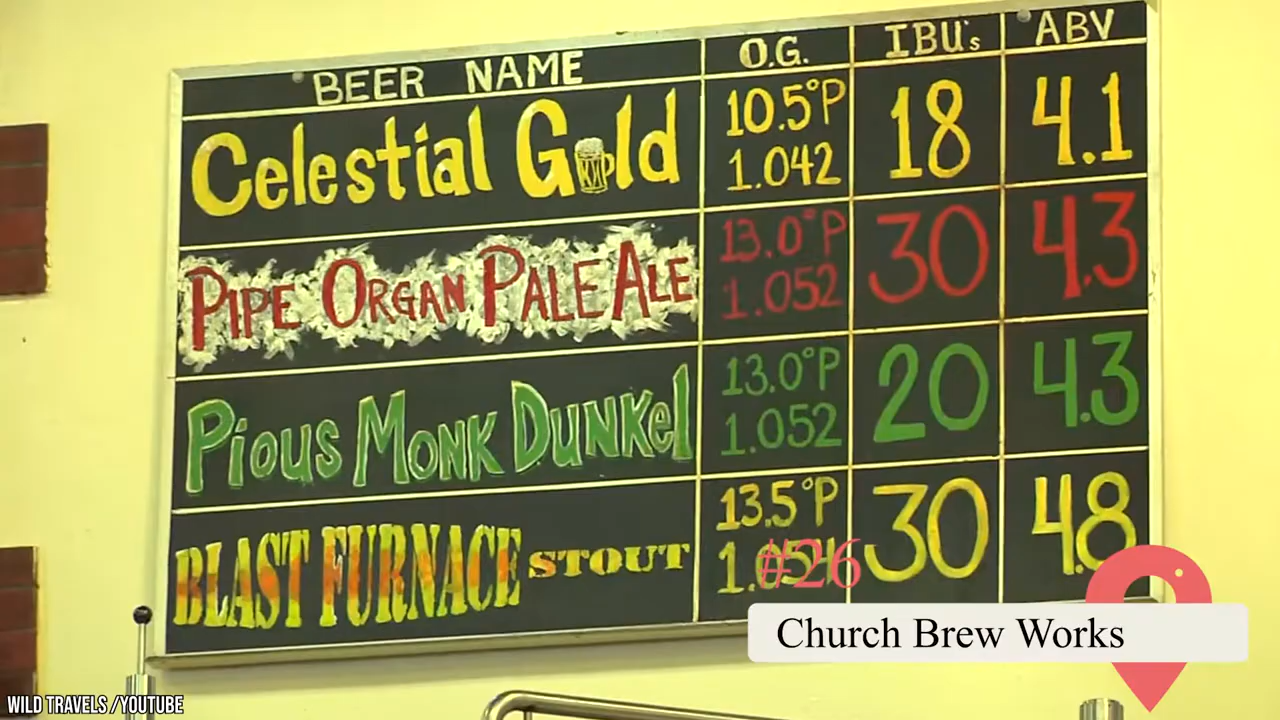 BEER NAME O.G. IBU's ABV
Celestial Gold 10.5°P 18 4.1
1.042
PIPE ORGAN PALE ALE 13.0°P 30 4.3
1.052
Pious Monk Dunkel 13.0°P 20 4.3
1.052
BLAST FURNACE STOUT 13.5°P 30 4.8
1.054
#26
Church Brew Works
WILD TRAVELS /YOUTUBE